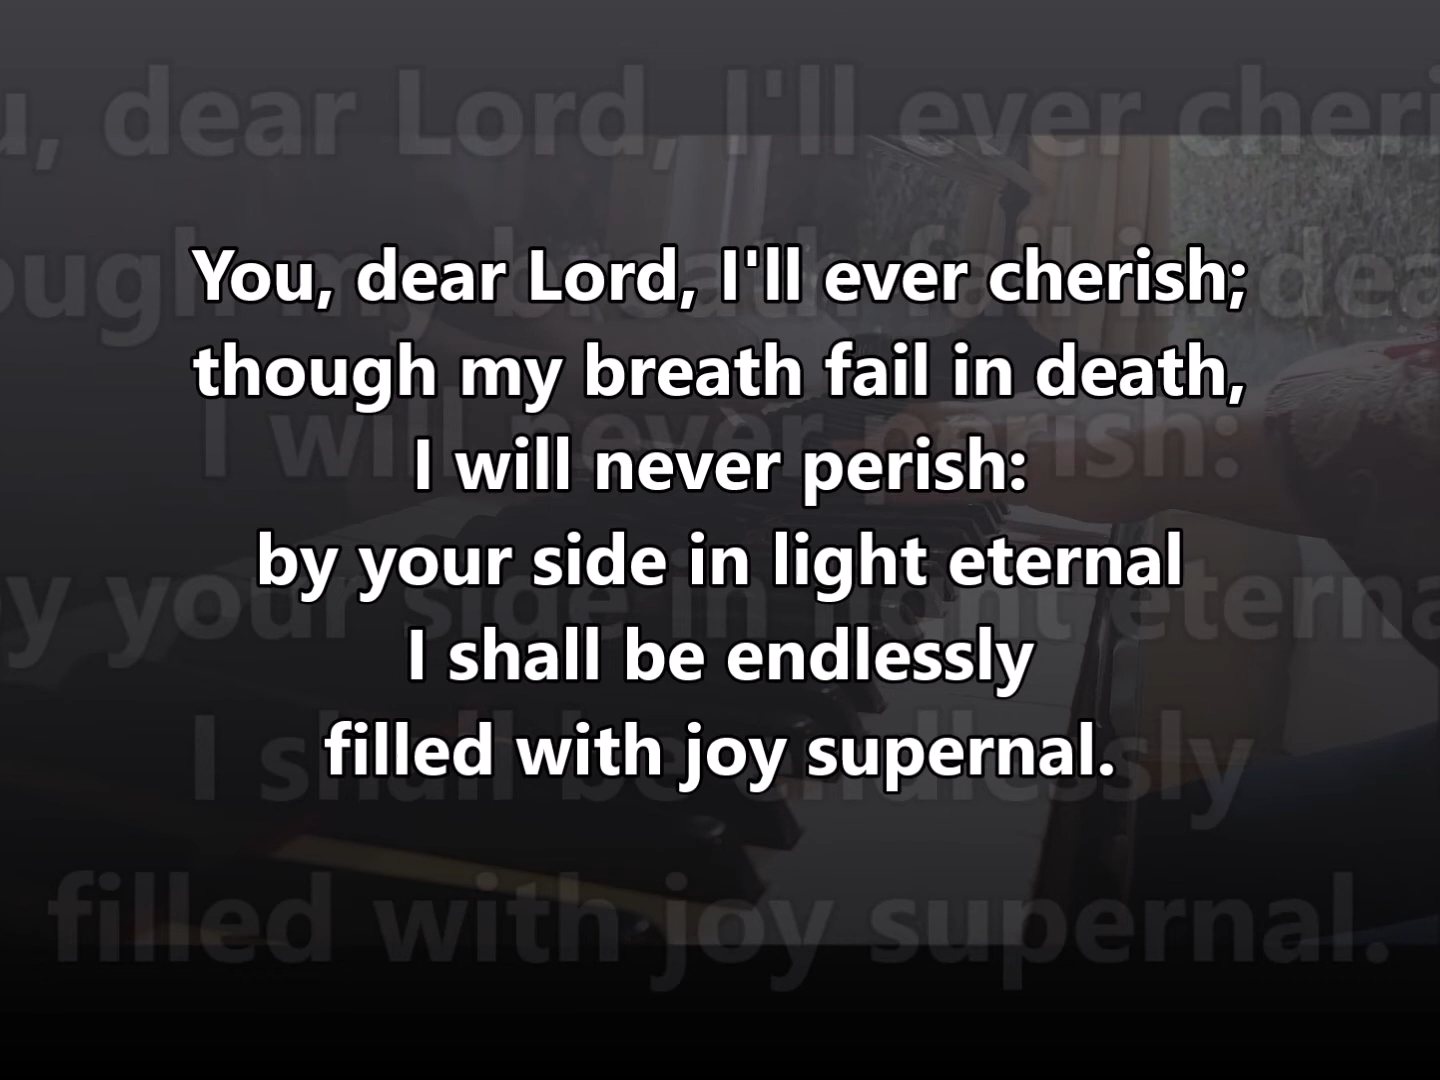 You, dear Lord, I'll ever cherish;
though my breath fail in death,
I will never perish:
by your side in light eternal
I shall be endlessly
filled with joy supernal.